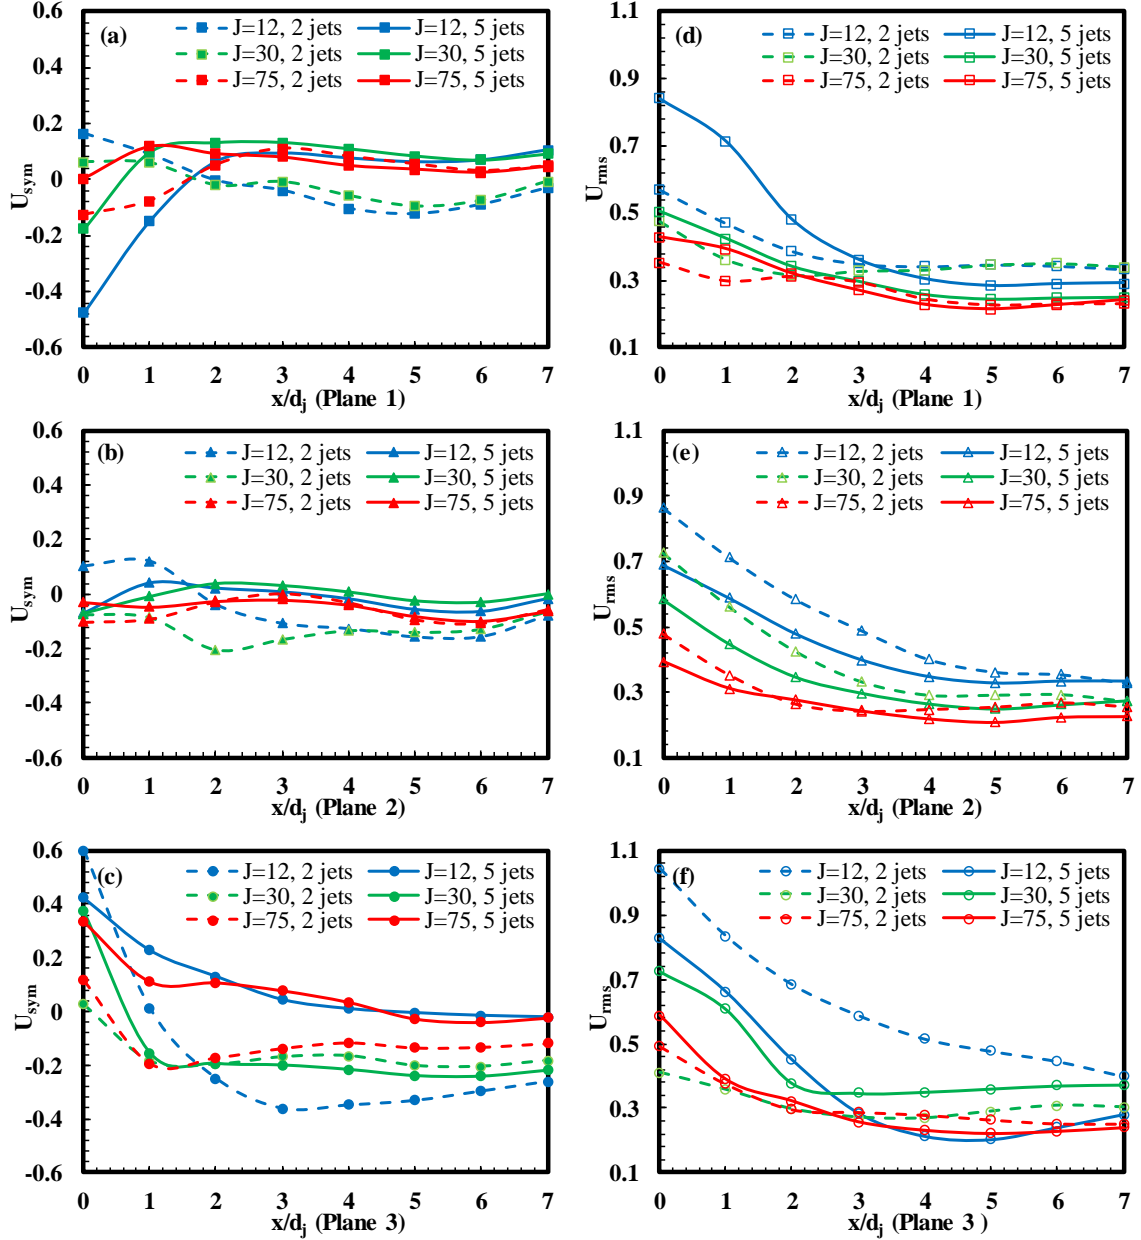 (a)
J=12, 2 jets
J=12, 5 jets
J=30, 2 jets
J=30, 5 jets
J=75, 2 jets
J=75, 5 jets
0.6
0.4
0.2
0
-0.2
-0.4
-0.6
U_sym
0 1 2 3 4 5 6 7
x/d_j (Plane 1)
(d)
J=12, 2 jets
J=12, 5 jets
J=30, 2 jets
J=30, 5 jets
J=75, 2 jets
J=75, 5 jets
1.1
0.9
0.7
0.5
0.3
0.1
U_rms
0 1 2 3 4 5 6 7
x/d_j (Plane 1)
(b)
J=12, 2 jets
J=12, 5 jets
J=30, 2 jets
J=30, 5 jets
J=75, 2 jets
J=75, 5 jets
0.6
0.4
0.2
0
-0.2
-0.4
-0.6
U_sym
0 1 2 3 4 5 6 7
x/d_j (Plane 2)
(e)
J=12, 2 jets
J=12, 5 jets
J=30, 2 jets
J=30, 5 jets
J=75, 2 jets
J=75, 5 jets
1.1
0.9
0.7
0.5
0.3
0.1
U_rms
0 1 2 3 4 5 6 7
x/d_j (Plane 2)
(c)
J=12, 2 jets
J=12, 5 jets
J=30, 2 jets
J=30, 5 jets
J=75, 2 jets
J=75, 5 jets
0.6
0.4
0.2
0
-0.2
-0.4
-0.6
U_sym
0 1 2 3 4 5 6 7
x/d_j (Plane 3)
(f)
J=12, 2 jets
J=12, 5 jets
J=30, 2 jets
J=30, 5 jets
J=75, 2 jets
J=75, 5 jets
1.1
0.9
0.7
0.5
0.3
0.1
U_rms
0 1 2 3 4 5 6 7
x/d_j (Plane 3 )